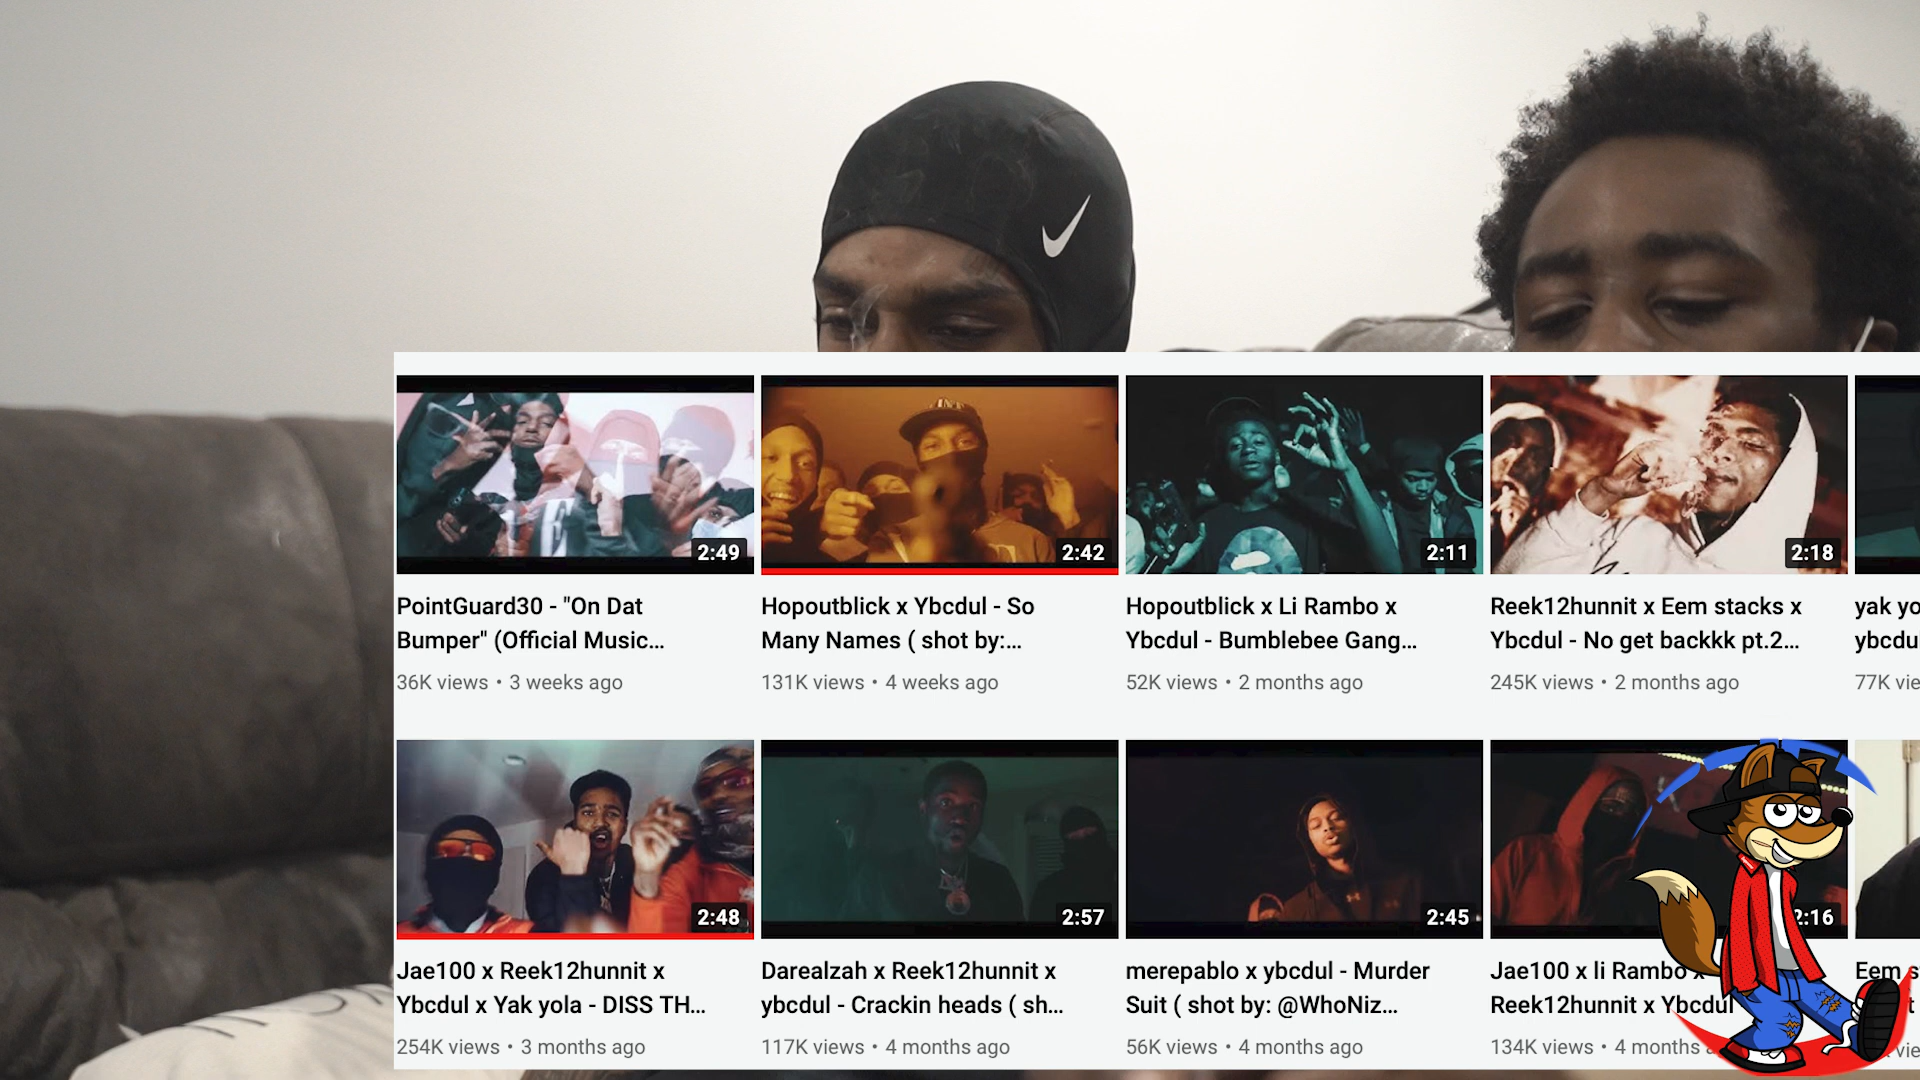 2:49
2:42
2:11
2:18
PointGuard30 - "On Dat
Bumper" (Official Music...
36K views • 3 weeks ago
Hopoutblick x Ybcdul - So
Many Names ( shot by:...
131K views • 4 weeks ago
Hopoutblick x Li Rambo x
Ybcdul - Bumblebee Gang...
52K views • 2 months ago
Reek12hunnit x Eem stacks x
Ybcdul - No get backkk pt.2...
245K views • 2 months ago
yak yo
ybcdu
77K vie
2:48
2:57
2:45
2:16
Jae100 x Reek12hunnit x
Ybcdul x Yak yola - DISS TH...
254K views • 3 months ago
Darealzah x Reek12hunnit x
ybcdul - Crackin heads ( sh...
117K views • 4 months ago
merepablo x ybcdul - Murder
Suit ( shot by: @WhoNiz...
56K views • 4 months ago
Jae100 x li Rambo x
Reek12hunnit x Ybcdul
134K views • 4 months
Eem s